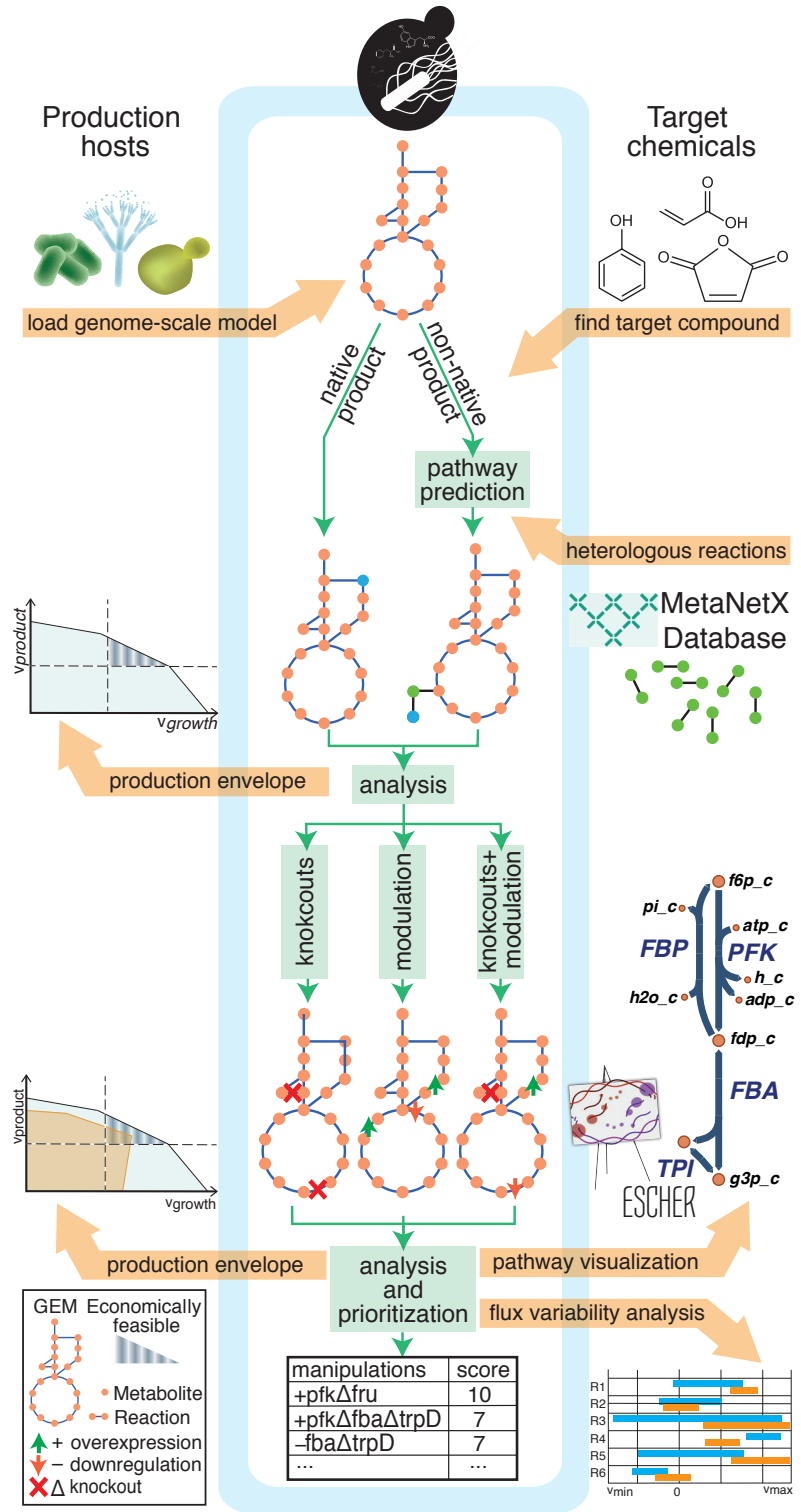 Production
hosts
Target
chemicals
O
OH
OH
O
O
O
load genome-scale model
find target compound
native
product
non-native
product
pathway
prediction
heterologous reactions
MetaNetX
Database
vproduct
vgrowth
production envelope
analysis
knokcouts
modulation
knokcouts+
modulation
f6p_c
pi_c
atp_c
FBP
PFK
h_c
h2o_c
adp_c
fdp_c
FBA
TPI
g3p_c
ESCHER
vproduct
vgrowth
production envelope
analysis
and
prioritization
pathway visualization
flux variability analysis
GEM
Economically
feasible
Metabolite
Reaction
+ overexpression
– downregulation
Δ knockout
manipulations score
+pfkΔfru 10
+pfkΔfbaΔtrpD 7
–fbaΔtrpD 7
... ...
R1
R2
R3
R4
R5
R6
vmin 0 vmax